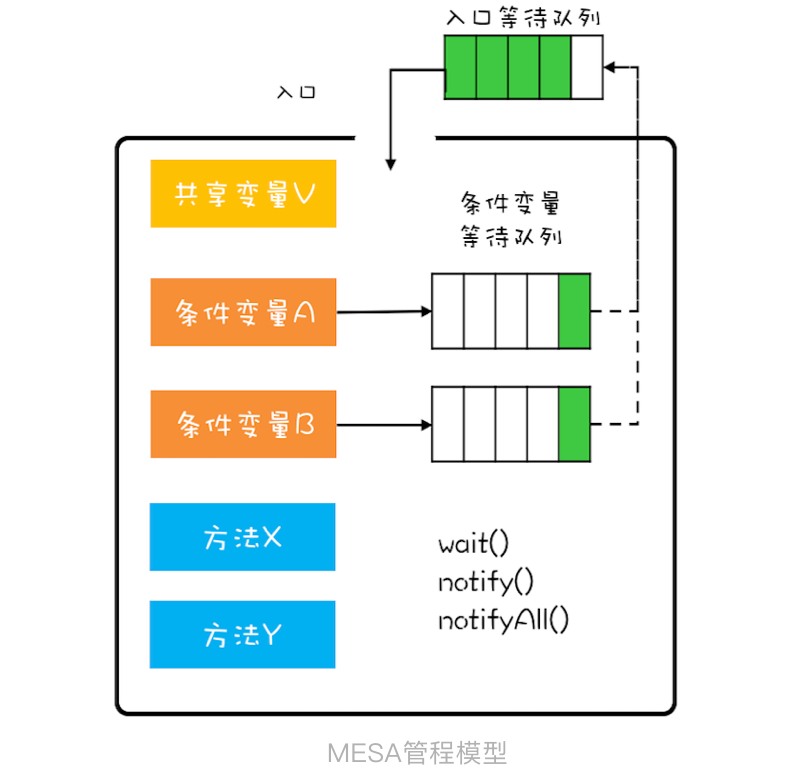 入口等待队列
入口
共享变量V
条件变量
等待队列
条件变量A
条件变量B
方法X
wait()
notify()
notifyAll()
方法Y
MESA管程模型